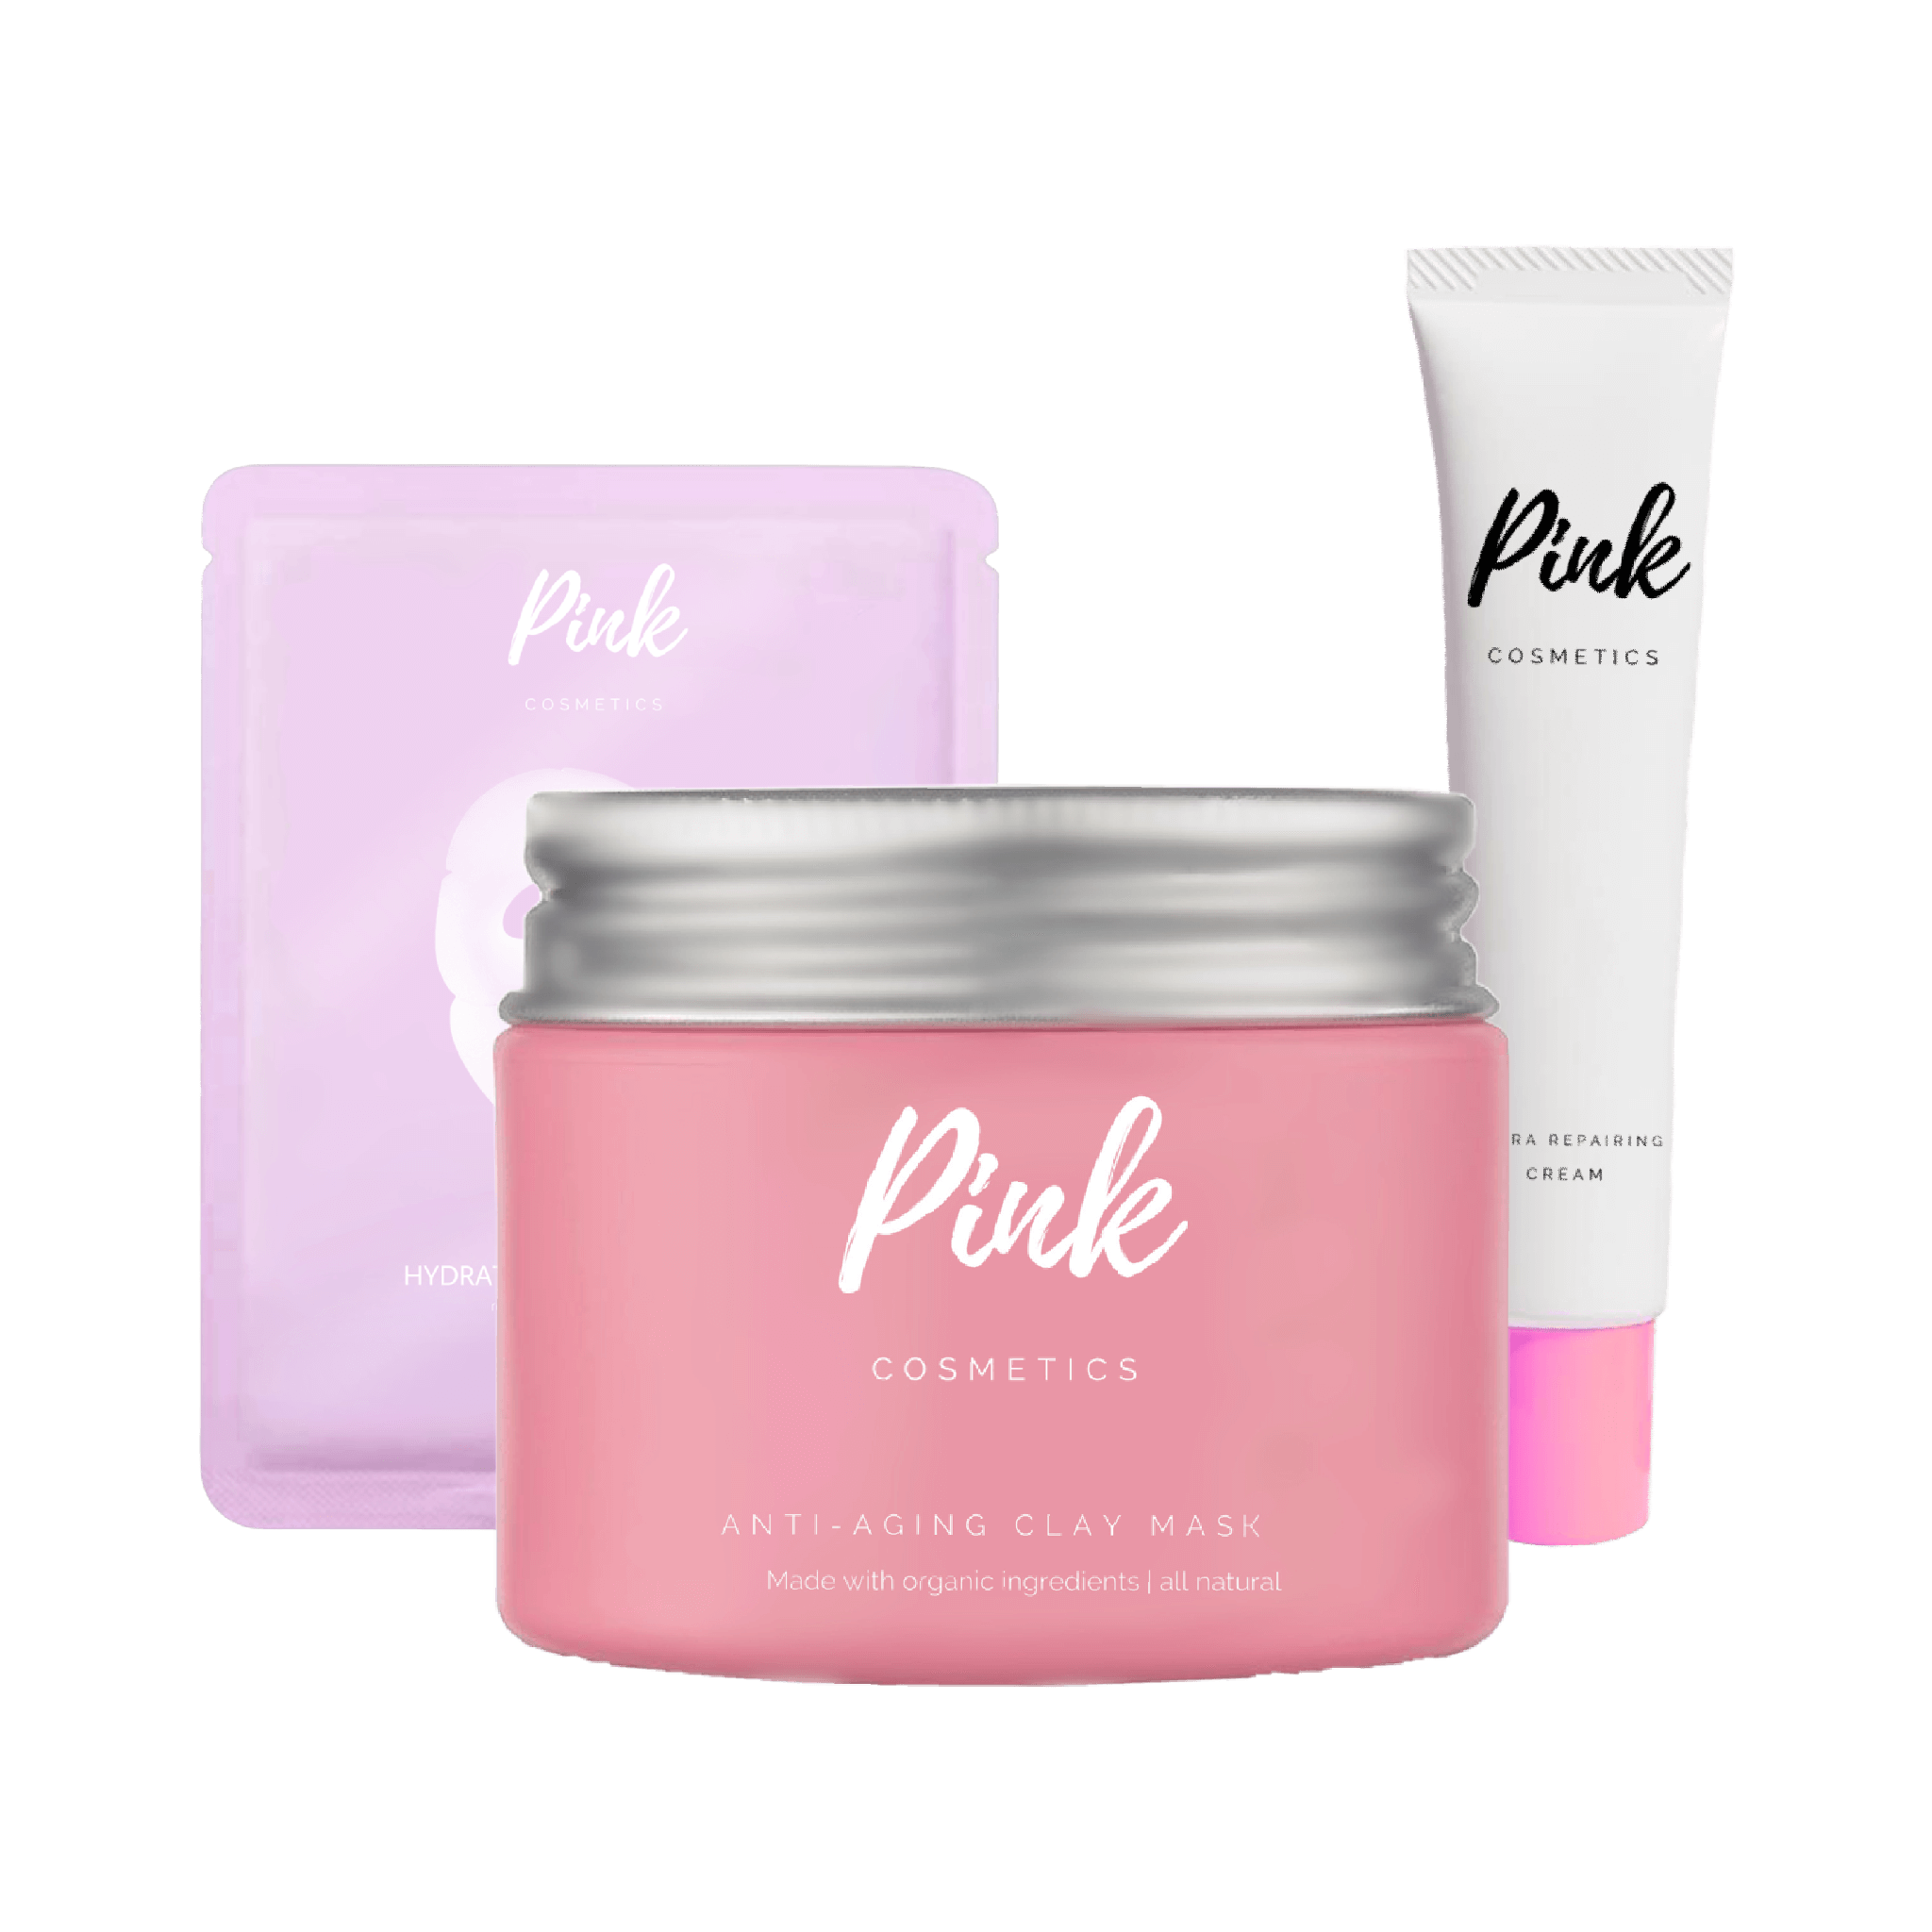 Pink
COSMETICS
Pink
COSMETICS
RA REPAIRING
CREAM
Pink
COSMETICS
ANTI-AGING CLAY MASK
Made with organic ingredients | all natural
HYDRAT